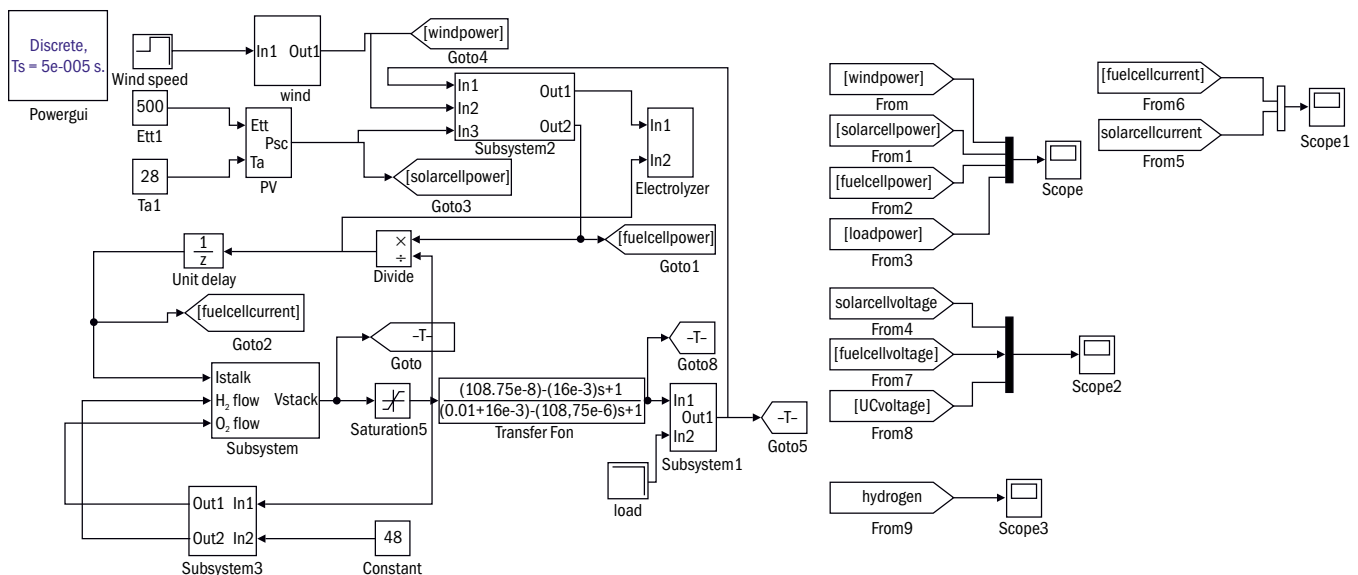 Discrete,
Ts = 5e-005 s.
Powergui
Wind speed
In1 Out1
wind
[windpower]
Goto4
500
Ett1
28
Ta1
Ett
Psc
Ta
PV
In1
In2
In3
Out1
Out2
Subsystem2
[solarcellpower]
Goto3
In1
In2
Electrolyzer
1
z
Unit delay
×
÷
Divide
[fuelcellpower]
Goto1
[fuelcellcurrent]
Goto2
–T–
Goto
–T–
Goto8
Istalk
H2 flow
O2 flow
Vstack
Subsystem
Saturation5
(108.75e-8)-(16e-3)s+1
(0.01+16e-3)-(108,75e-6)s+1
Transfer Fon
In1
Out1
In2
Subsystem1
–T–
Goto5
load
Out1 In1
Out2 In2
Subsystem3
48
Constant
[windpower]
From
[solarcellpower]
From1
[fuelcellpower]
From2
[loadpower]
From3
Scope
[fuelcellcurrent]
From6
solarcellcurrent
From5
Scope1
solarcellvoltage
From4
[fuelcellvoltage]
From7
[UCvoltage]
From8
Scope2
hydrogen
From9
Scope3